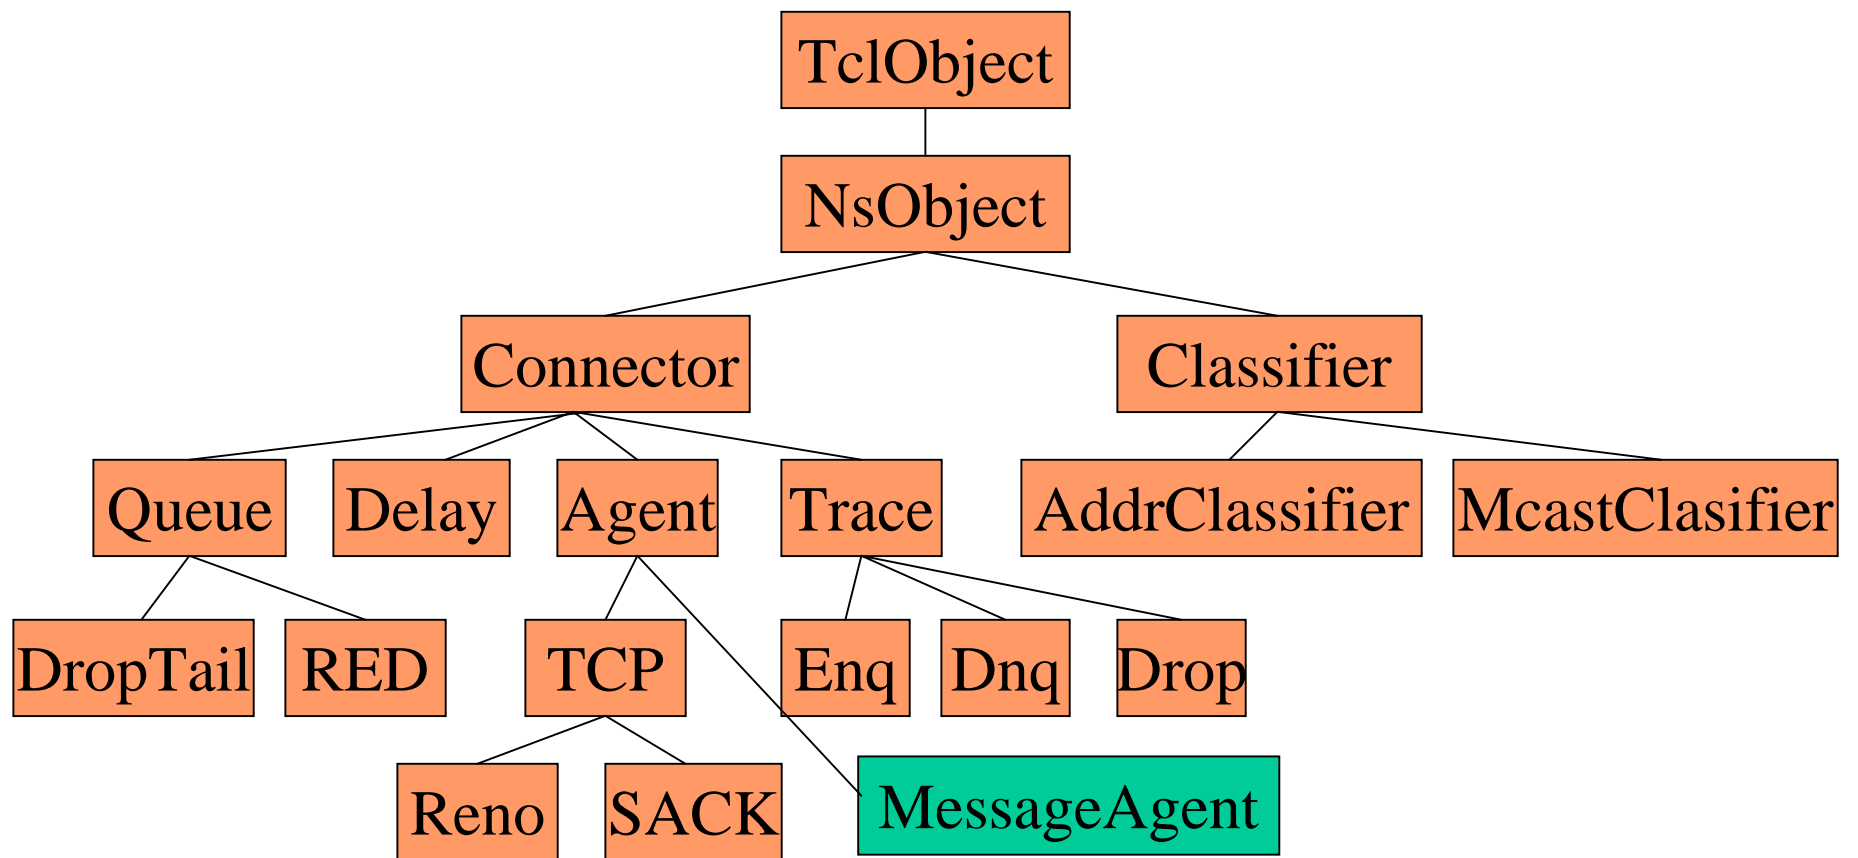 TclObject
NsObject
Connector
Classifier
Queue
Delay
Agent
Trace
AddrClassifier
McastClasifier
DropTail
RED
TCP
Enq
Dnq
Drop
Reno
SACK
MessageAgent